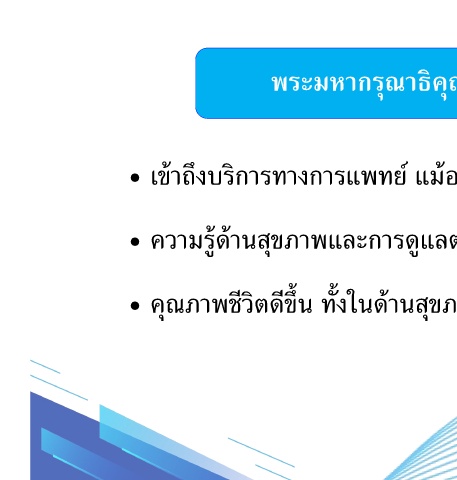 พระมหากรุณาธิคุณ
• เข้าถึงบริการทางการแพทย์ แม้อ
• ความรู้ด้านสุขภาพและการดูแลต
• คุณภาพชีวิตดีขึ้น ทั้งในด้านสุขภ